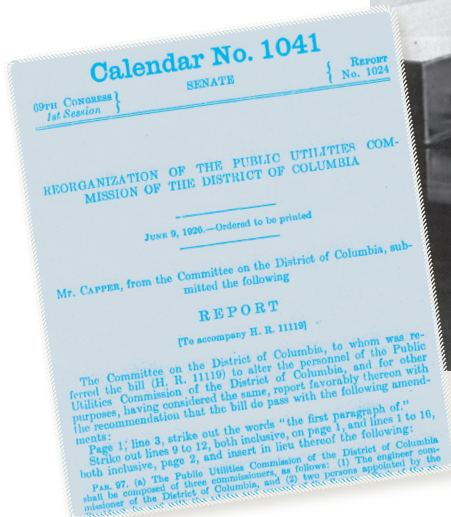 Calendar No. 1041
69TH CONGRESS } SENATE { REPORT
1st Session } { No. 1024
REORGANIZATION OF THE PUBLIC UTILITIES COM-
MISSION OF THE DISTRICT OF COLUMBIA
JUNE 9, 1926.—Ordered to be printed
Mr. CAPPER, from the Committee on the District of Columbia, sub-
mitted the following
REPORT
[To accompany H. R. 11119]
The Committee on the District of Columbia, to whom was re-
ferred the bill (H. R. 11119) to alter the personnel of the Public
Utilities Commission of the District of Columbia, and for other
purposes, having considered the same, report favorably thereon with
the recommendation that the bill do pass with the following amend-
ments:
Page 1, line 3, strike out the words "the first paragraph of."
Strike out lines 9 to 12, both inclusive, on page 1, and lines 1 to 16,
both inclusive, page 2, and insert in lieu thereof the following:
PAR. 97. (a) The Public Utilities Commission of the District of Columbia
shall be composed of three commissioners, as follows: (1) The engineer com-
missioner of the District of Columbia, and (2) two persons appointed by the